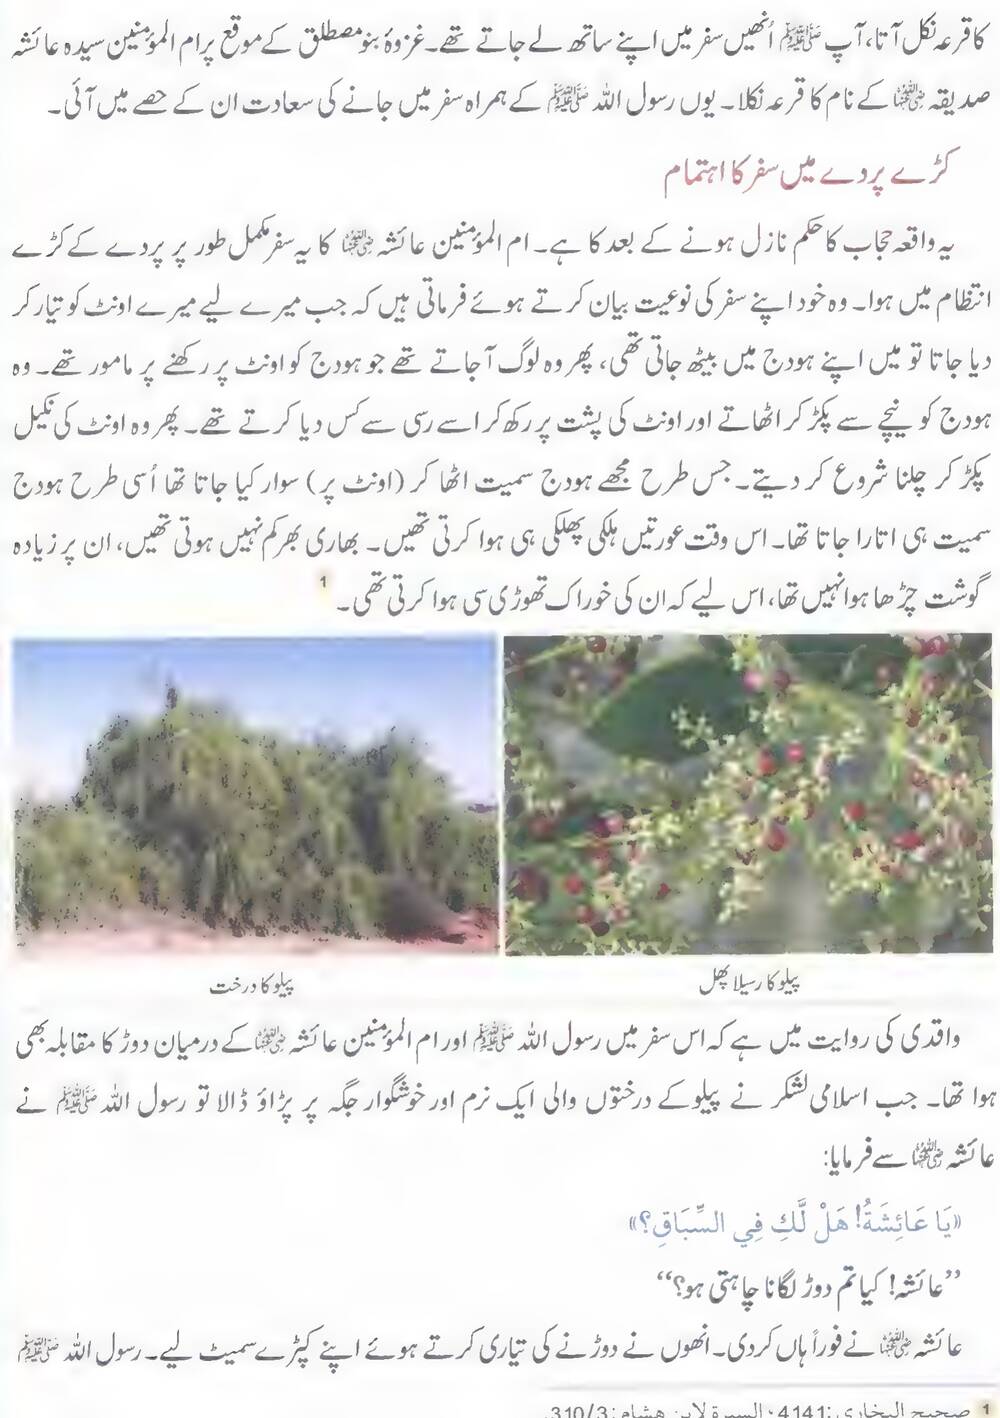 کا قرعہ نکل آتا، آپ ﷺ اُنھیں سفر میں اپنے ساتھ لے جاتے تھے۔ غزوۂ بنو مصطلق کے موقع پر ام المؤمنین سیدہ عائشہ
صدیقہ رضی اللہ عنہا کے نام کا قرعہ نکلا۔ یوں رسول اللہ ﷺ کے ہمراہ سفر میں جانے کی سعادت ان کے حصے میں آئی۔
کڑے پردے میں سفر کا اہتمام
یہ واقعہ حجاب کا حکم نازل ہونے کے بعد کا ہے۔ ام المؤمنین عائشہ رضی اللہ عنہا کا یہ سفر مکمل طور پر پردے کے کڑے
انتظام میں ہوا۔ وہ خود اپنے سفر کی نوعیت بیان کرتے ہوئے فرماتی ہیں کہ جب میرے لیے میرے اونٹ کو تیار کر
دیا جاتا تو میں اپنے ہودج میں بیٹھ جاتی تھی، پھر وہ لوگ آ جاتے تھے جو ہودج کو اونٹ پر رکھنے پر مامور تھے۔ وہ
ہودج کو نیچے سے پکڑ کر اٹھاتے اور اونٹ کی پشت پر رکھ کر اسے رسی سے کس دیا کرتے تھے۔ پھر وہ اونٹ کی نکیل
پکڑ کر چلنا شروع کر دیتے۔ جس طرح مجھے ہودج سمیت اٹھا کر (اونٹ پر) سوار کیا جاتا تھا اُسی طرح ہودج
سمیت ہی اتارا جاتا تھا۔ اس وقت عورتیں ہلکی پھلکی ہی ہوا کرتی تھیں۔ بھاری بھرکم نہیں ہوتی تھیں، ان پر زیادہ
گوشت چڑھا ہوا نہیں تھا، اس لیے کہ ان کی خوراک تھوڑی سی ہوا کرتی تھی۔ 1
پیلو کا رسیلا پھل
پیلو کا درخت
واقدی کی روایت میں ہے کہ اس سفر میں رسول اللہ ﷺ اور ام المؤمنین عائشہ رضی اللہ عنہا کے درمیان دوڑ کا مقابلہ بھی
ہوا تھا۔ جب اسلامی لشکر نے پیلو کے درختوں والی ایک نرم اور خوشگوار جگہ پر پڑاؤ ڈالا تو رسول اللہ ﷺ نے
عائشہ رضی اللہ عنہا سے فرمایا:
«يَا عَائِشَةُ! هَلْ لَّكِ فِي السِّبَاقِ؟»
”عائشہ! کیا تم دوڑ لگانا چاہتی ہو؟“
عائشہ رضی اللہ عنہا نے فوراً ہاں کر دی۔ انھوں نے دوڑنے کی تیاری کرتے ہوئے اپنے کپڑے سمیٹ لیے۔ رسول اللہ ﷺ
1 صحيح البخاري: 4141، السيرة لابن هشام: 310/3.